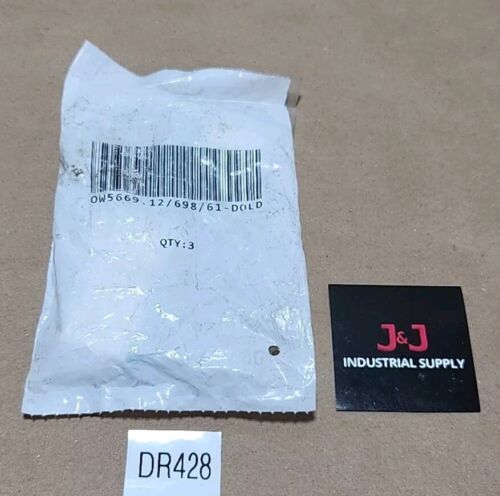 OW5669.12/698/61-DOLD
QTY:3
J&J
INDUSTRIAL SUPPLY
DR428